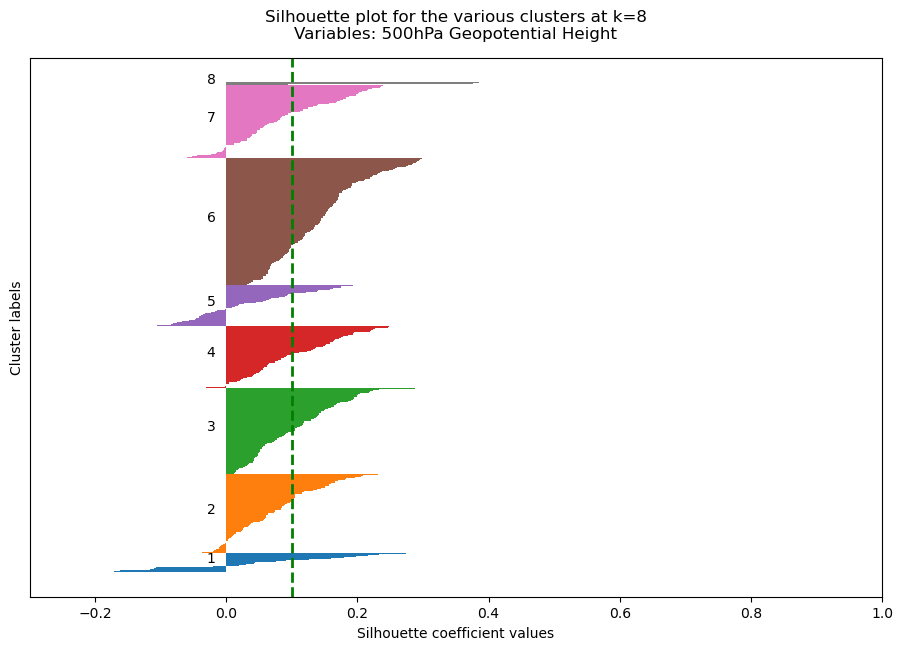 Silhouette plot for the various clusters at k=8
Variables: 500hPa Geopotential Height
8
7
6
5
4
3
2
1
Cluster labels
−0.2 0.0 0.2 0.4 0.6 0.8 1.0
Silhouette coefficient values